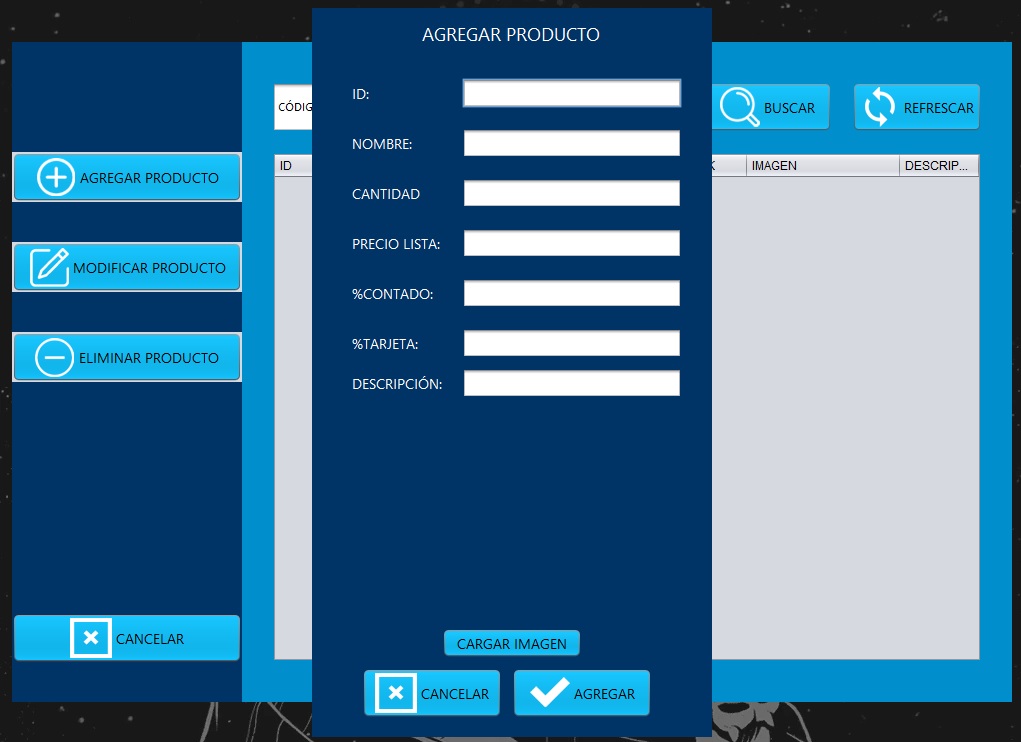 AGREGAR PRODUCTO
ID:
NOMBRE:
CANTIDAD
PRECIO LISTA:
%CONTADO:
%TARJETA:
DESCRIPCIÓN:
CARGAR IMAGEN
CANCELAR
AGREGAR
AGREGAR PRODUCTO
MODIFICAR PRODUCTO
ELIMINAR PRODUCTO
CANCELAR
BUSCAR
REFRESCAR
ID
IMAGEN
DESCRIP...